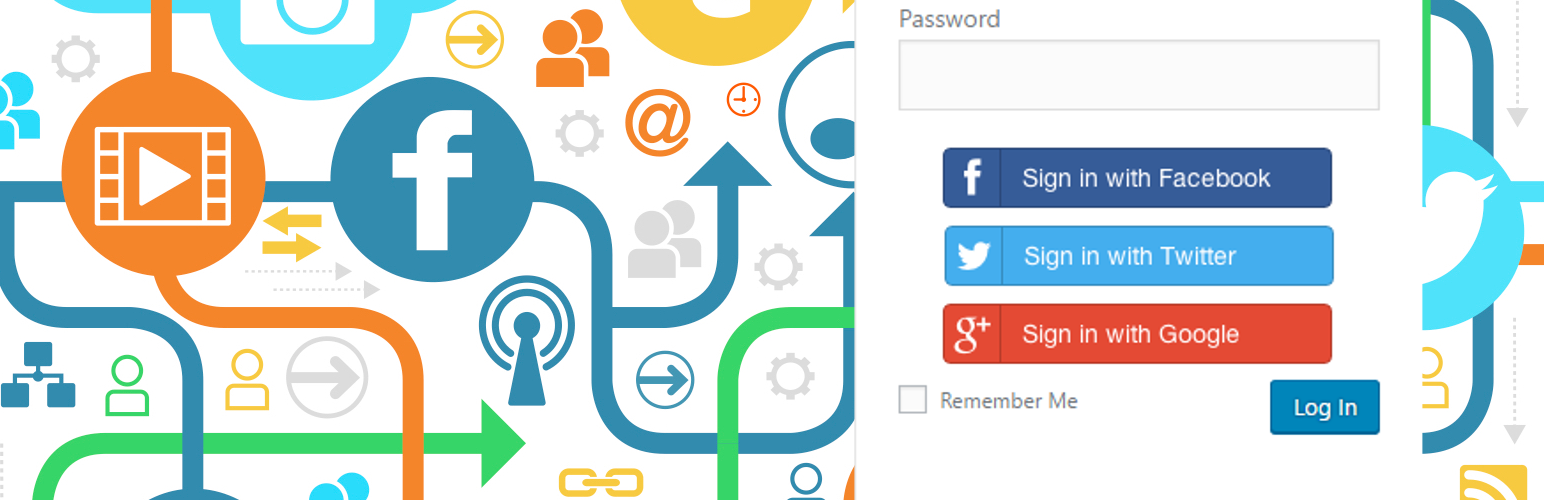 Password
Sign in with Facebook
Sign in with Twitter
Sign in with Google
Remember Me
Log In